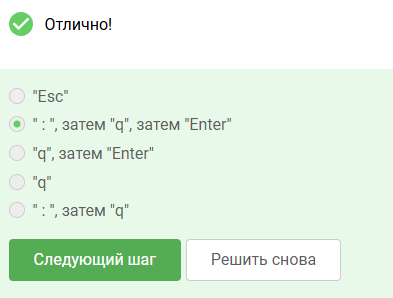 Отлично!
"Esc"
" : ", затем "q", затем "Enter"
"q", затем "Enter"
"q"
" : ", затем "q"
Следующий шаг
Решить снова